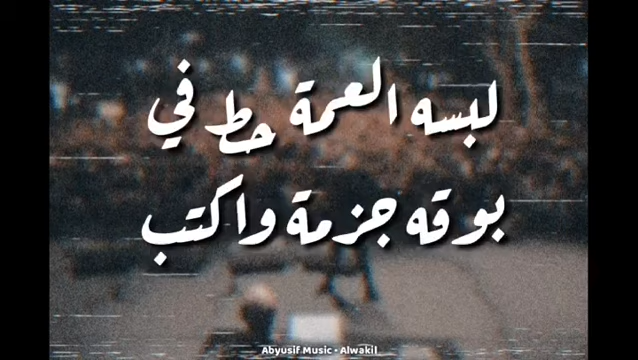 لبسه العمة حط في
بوقه جزمة واكتب
Abyusif Music • Alwakil